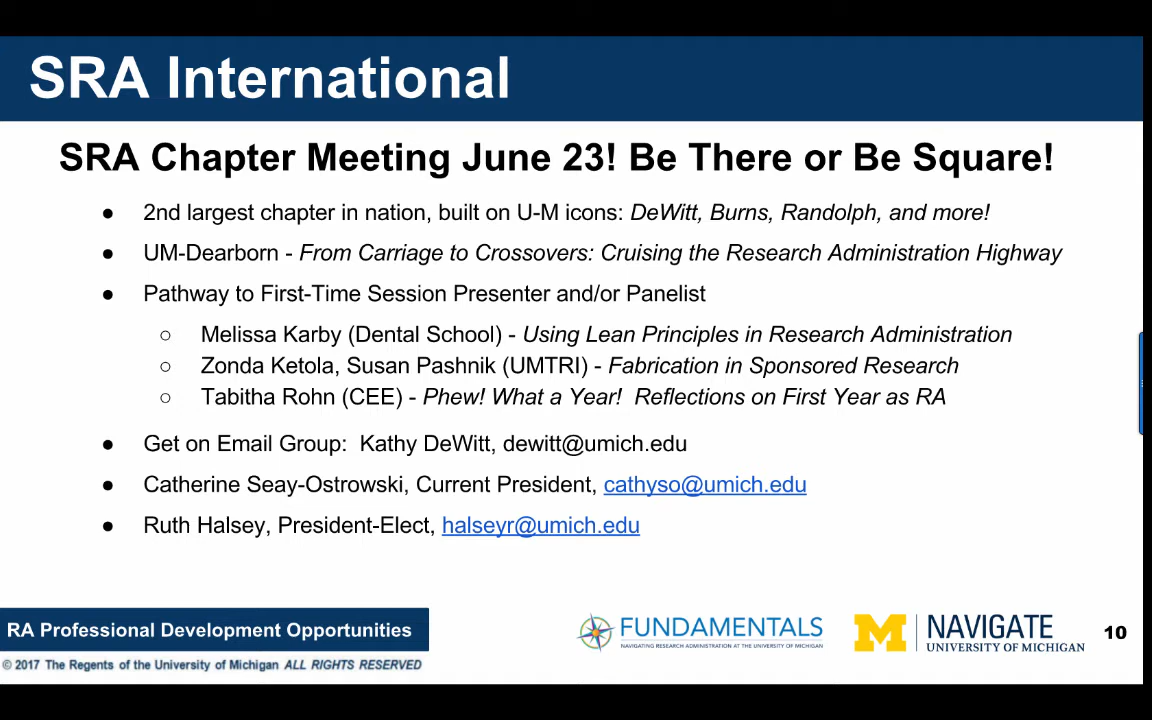 SRA International
SRA Chapter Meeting June 23! Be There or Be Square!
● 2nd largest chapter in nation, built on U-M icons: DeWitt, Burns, Randolph, and more!
● UM-Dearborn - From Carriage to Crossovers: Cruising the Research Administration Highway
● Pathway to First-Time Session Presenter and/or Panelist
○ Melissa Karby (Dental School) - Using Lean Principles in Research Administration
○ Zonda Ketola, Susan Pashnik (UMTRI) - Fabrication in Sponsored Research
○ Tabitha Rohn (CEE) - Phew! What a Year!  Reflections on First Year as RA
● Get on Email Group:  Kathy DeWitt, dewitt@umich.edu
● Catherine Seay-Ostrowski, Current President, cathyso@umich.edu
● Ruth Halsey, President-Elect, halseyr@umich.edu
RA Professional Development Opportunities
© 2017 The Regents of the University of Michigan ALL RIGHTS RESERVED
FUNDAMENTALS
NAVIGATING RESEARCH ADMINISTRATION AT THE UNIVERSITY OF MICHIGAN
M NAVIGATE
UNIVERSITY OF MICHIGAN
10